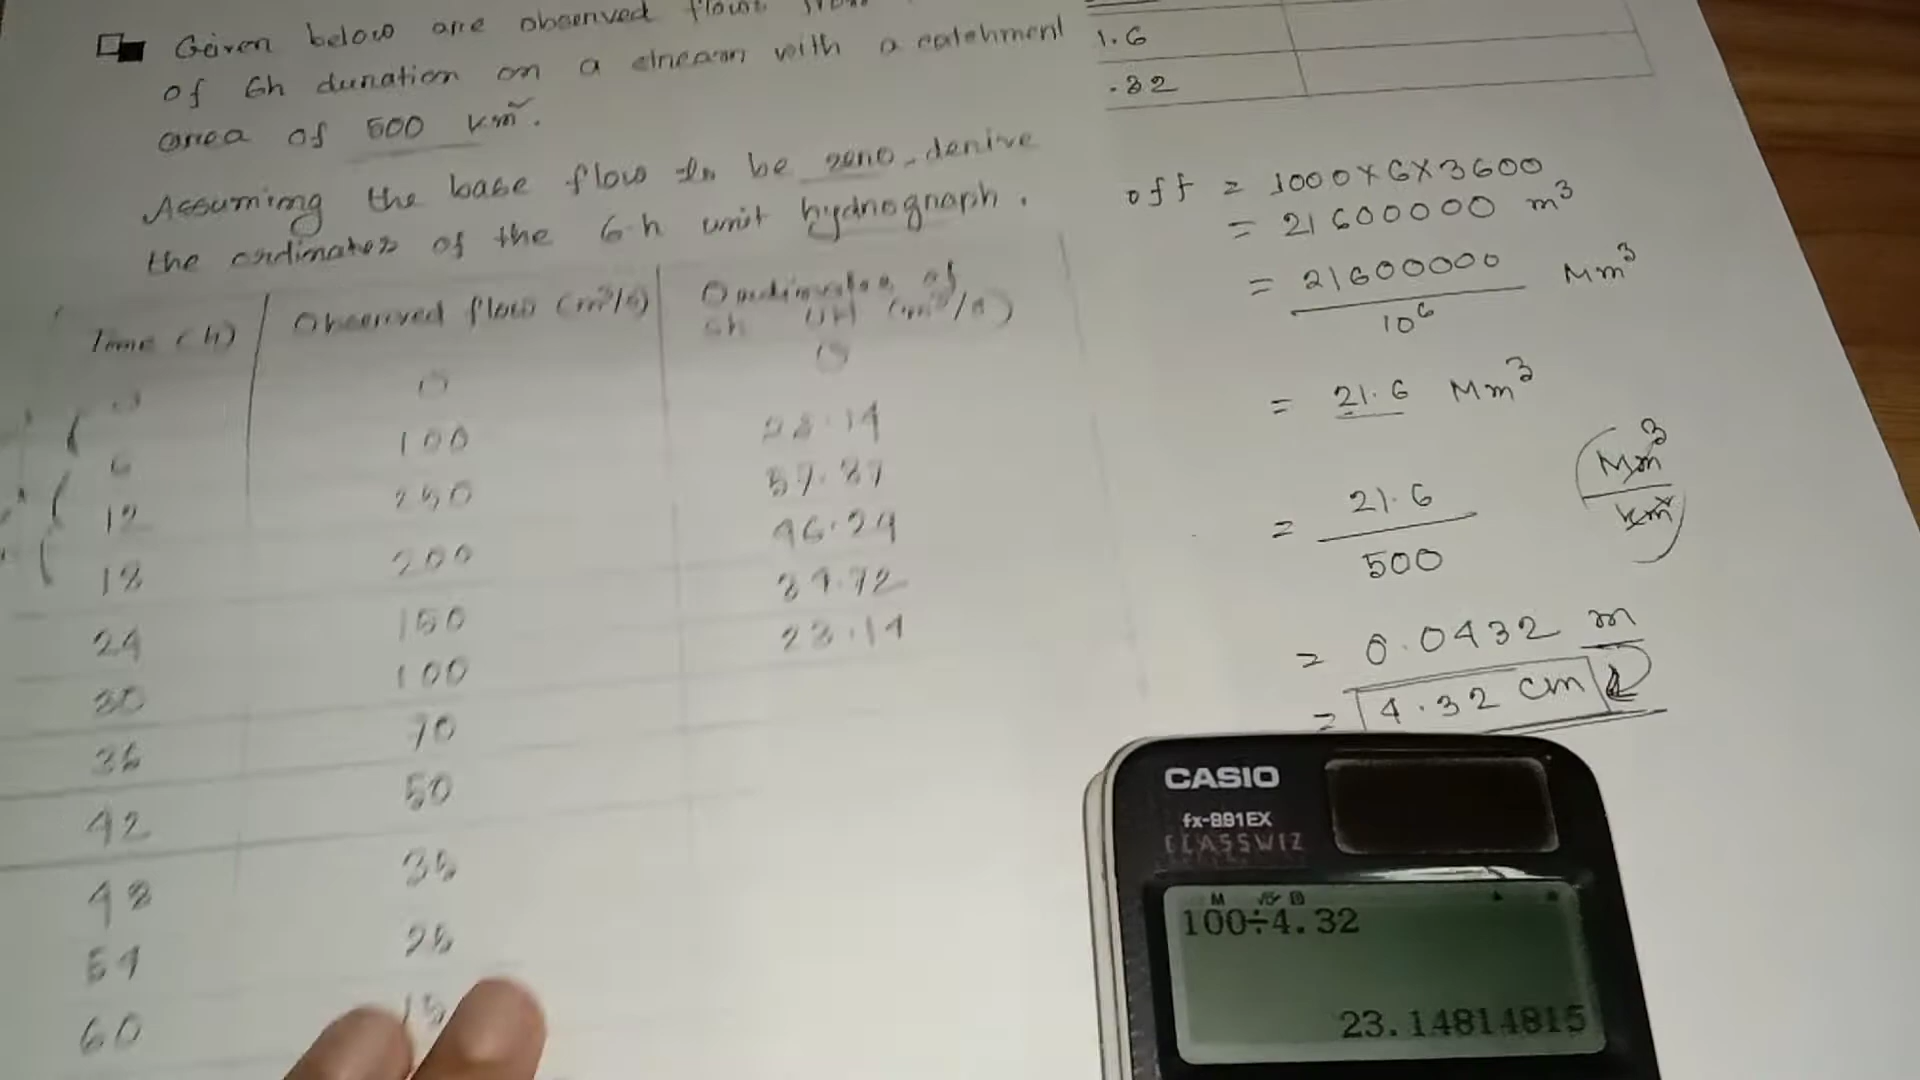 Given below are observed flows from
of 6h duration on a stream with a catchment
area of 500 km².
Assuming the base flow to be zero, derive
the ordinates of the 6-h unit hydrograph.
Time (h) Observed flow (m³/s) Ordinates of 6h UH (m³/s)
0 0 0
6 100 23.14
12 250 57.87
18 200 46.29
24 150 34.72
30 100 23.14
36 70
42 50
48 35
54 25
60 15
1.6
.32
off = 1000×6×3600
= 21600000 m³
= 21600000 / 10⁶ Mm³
= 21.6 Mm³
= 21.6 / 500 (Mm³ / km²)
= 0.0432 m
= 4.32 cm
CASIO
fx-991EX
CLASSWIZ
100÷4.32
23.14814815